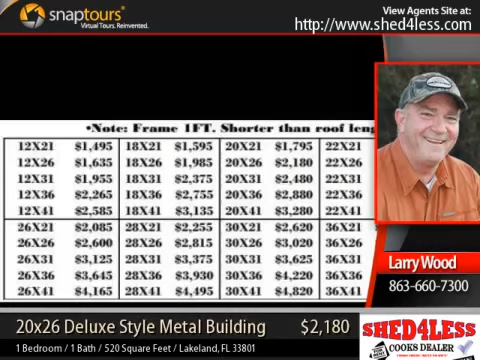 snaptours
Virtual Tours. Reinvented.
View Agents Site at:
http://www.shed4less.com
•Note: Frame 1FT. Shorter than roof leng
12X21 $1,495 18X21 $1,595 20X21 $1,795 22X21
12X26 $1,635 18X26 $1,985 20X26 $2,180 22X26
12X31 $1,955 18X31 $2,375 20X31 $2,480 22X31
12X36 $2,265 18X36 $2,755 20X36 $2,880 22X36
12X41 $2,585 18X41 $3,135 20X41 $3,280 22X41
26X21 $2,085 28X21 $2,255 30X21 $2,620 36X21
26X26 $2,600 28X26 $2,815 30X26 $3,020 36X26
26X31 $3,125 28X31 $3,375 30X31 $3,625 36X31
26X36 $3,645 28X36 $3,930 30X36 $4,220 36X36
26X41 $4,165 28X41 $4,495 30X41 $4,820 36X41
Larry Wood
863-660-7300
20x26 Deluxe Style Metal Building $2,180
1 Bedroom / 1 Bath / 520 Square Feet / Lakeland, FL 33801
SHED4LESS
COOKS DEALER